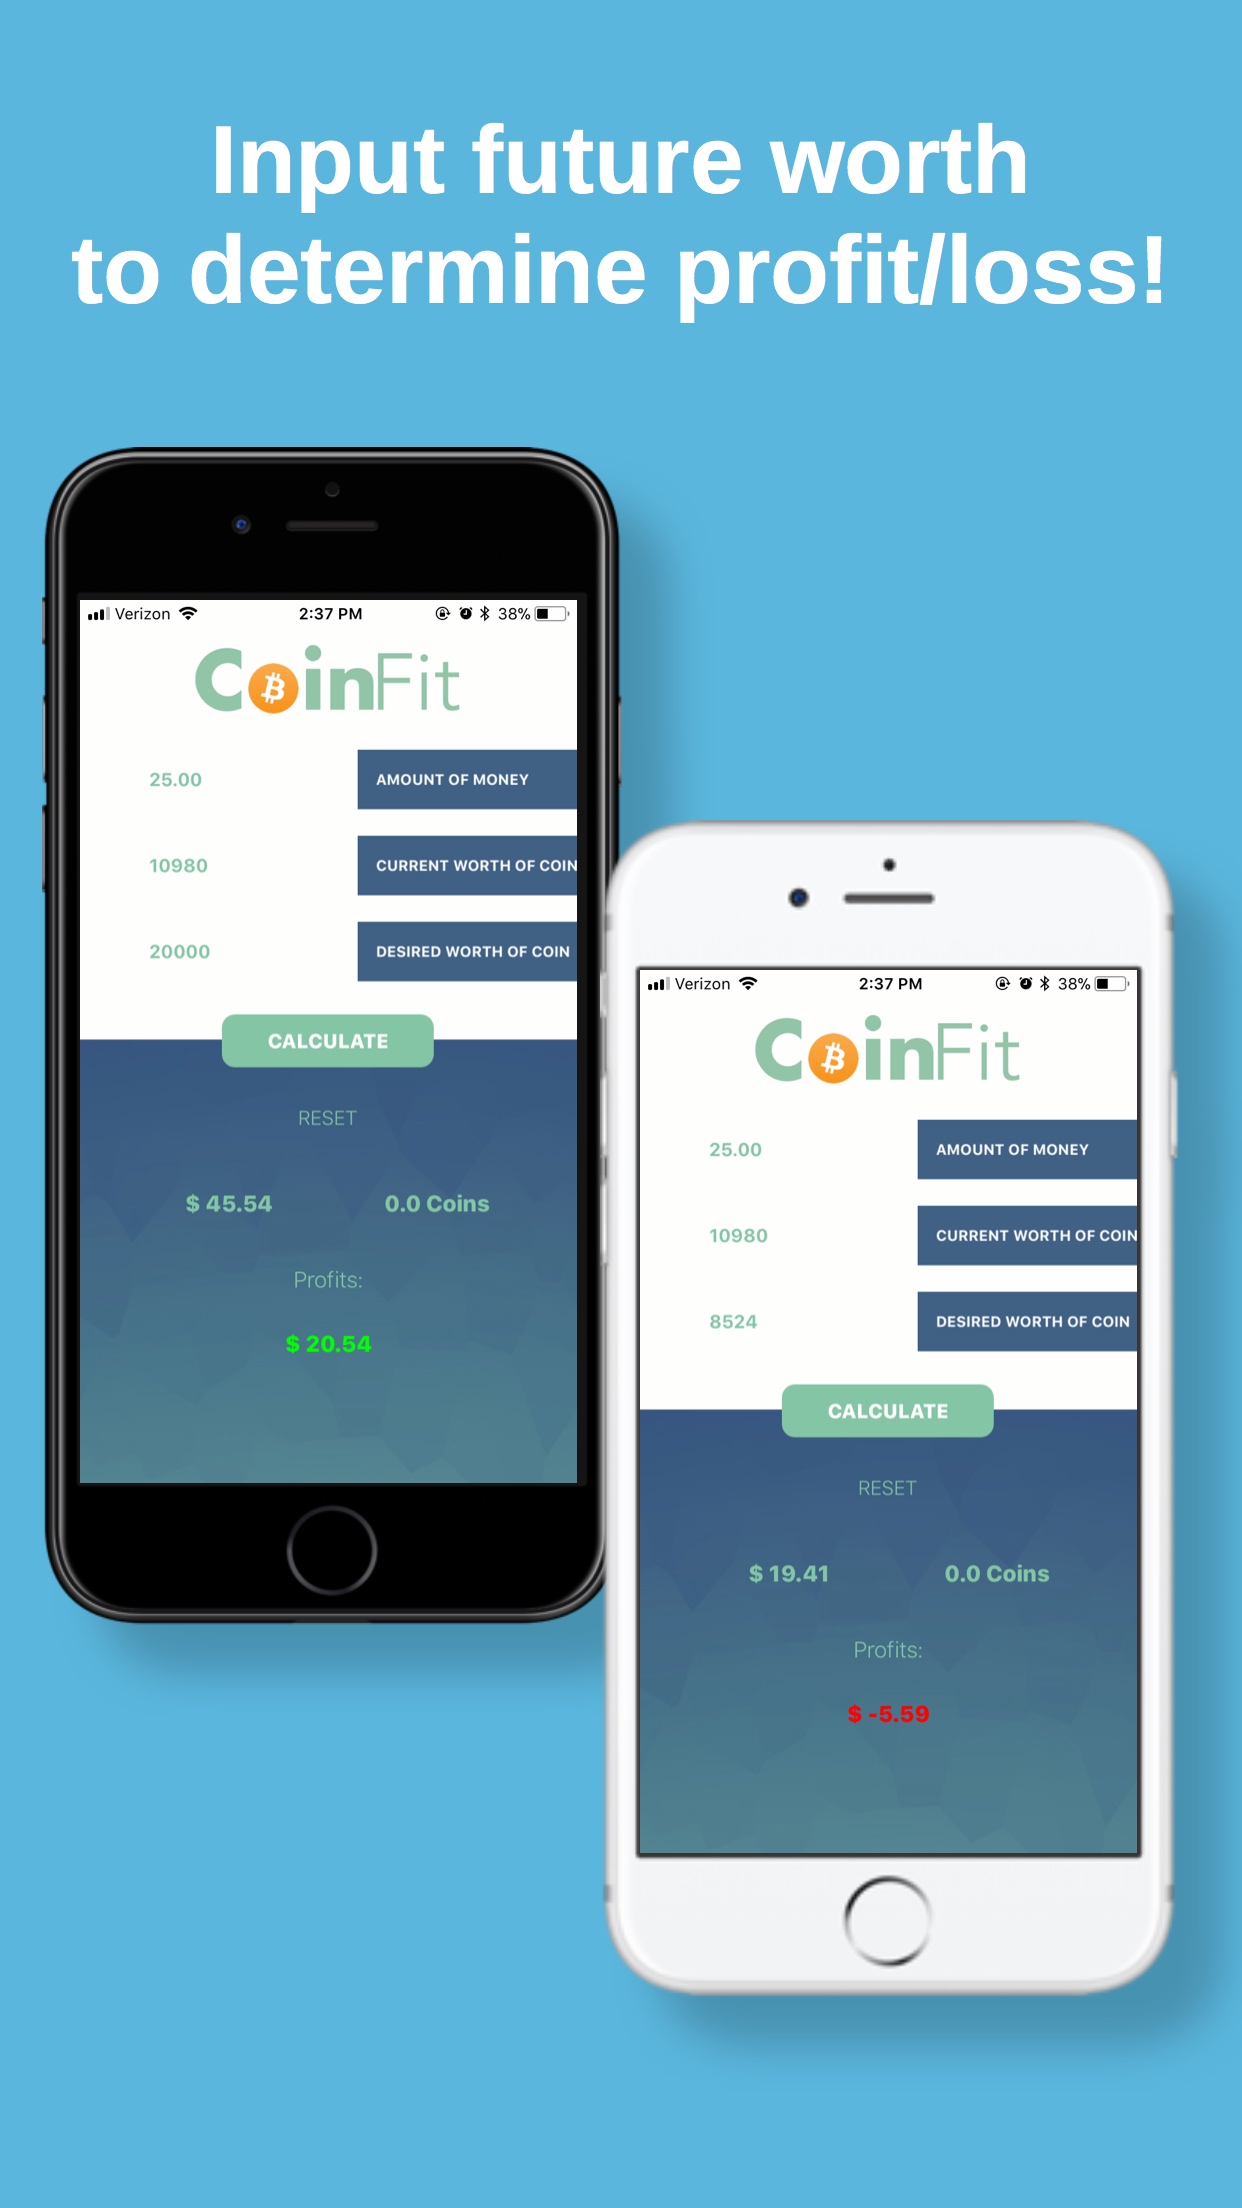 Input future worth
to determine profit/loss!
Verizon 2:37 PM 38%
CoinFit
25.00 AMOUNT OF MONEY
10980 CURRENT WORTH OF COIN
20000 DESIRED WORTH OF COIN
CALCULATE
RESET
$ 45.54 0.0 Coins
Profits:
$ 20.54
Verizon 2:37 PM 38%
CoinFit
25.00 AMOUNT OF MONEY
10980 CURRENT WORTH OF COIN
8524 DESIRED WORTH OF COIN
CALCULATE
RESET
$ 19.41 0.0 Coins
Profits:
$ -5.59